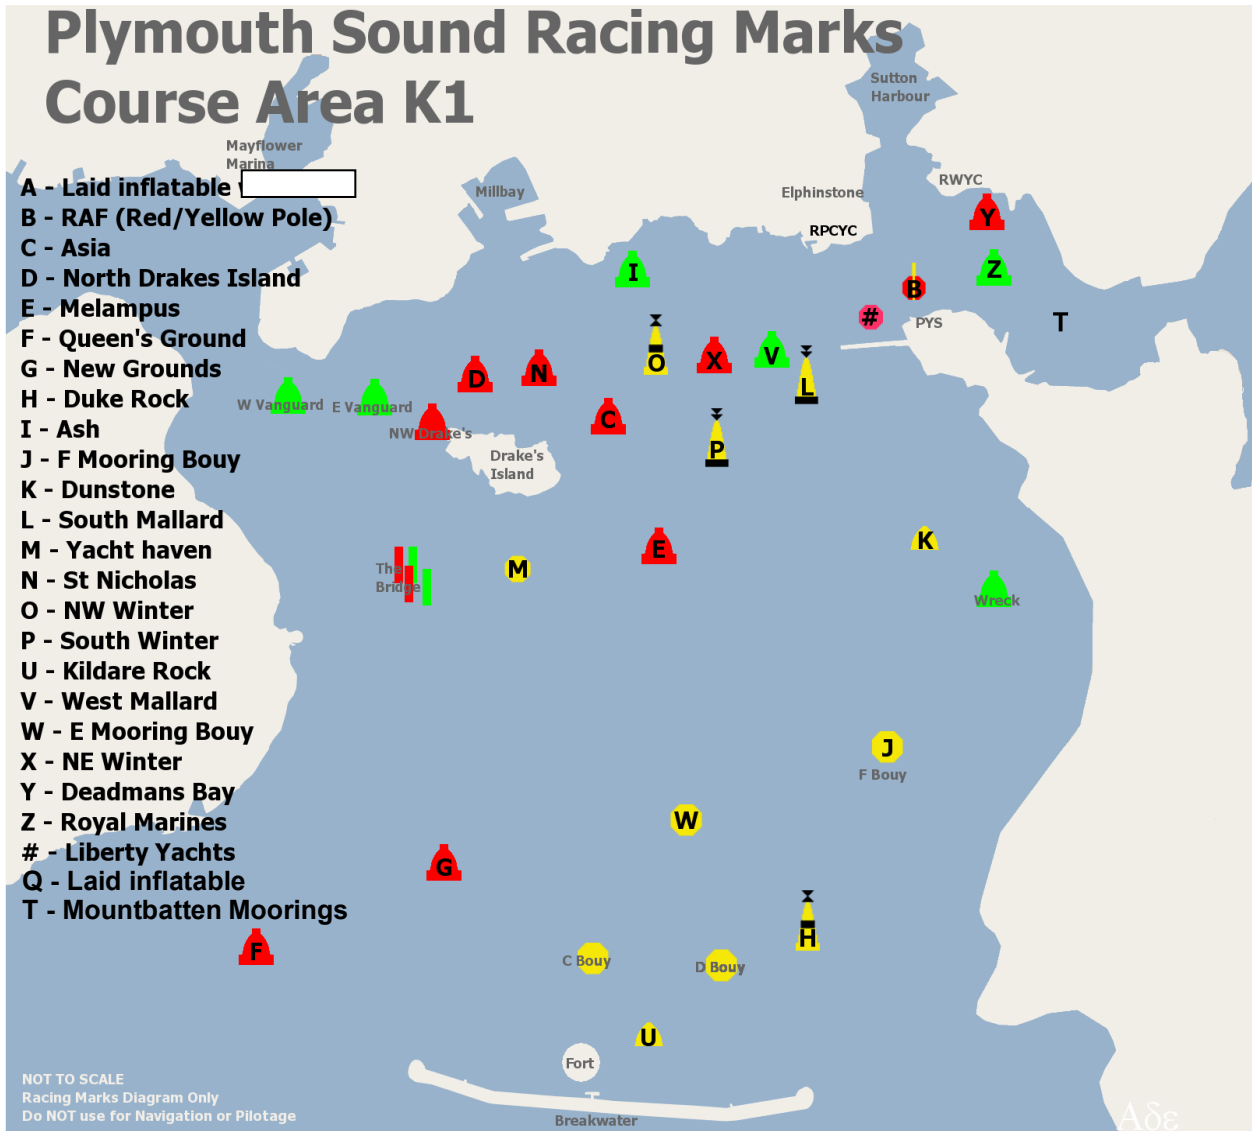 Plymouth Sound Racing Marks
Course Area K1
Sutton
Harbour
Mayflower
Marina
Millbay
Elphinstone
RWYC
RPCYC
PYS
A - Laid inflatable
B - RAF (Red/Yellow Pole)
C - Asia
D - North Drakes Island
E - Melampus
F - Queen's Ground
G - New Grounds
H - Duke Rock
I - Ash
J - F Mooring Bouy
K - Dunstone
L - South Mallard
M - Yacht haven
N - St Nicholas
O - NW Winter
P - South Winter
U - Kildare Rock
V - West Mallard
W - E Mooring Bouy
X - NE Winter
Y - Deadmans Bay
Z - Royal Marines
# - Liberty Yachts
Q - Laid inflatable
T - Mountbatten Moorings
Y
Z
I
B
#
T
O
X
V
L
D
N
W Vanguard
E Vanguard
NW Drake's
C
P
Drake's
Island
E
K
M
The
Bridge
Wreck
J
F Bouy
W
G
H
F
C Bouy
D Bouy
U
Fort
Breakwater
NOT TO SCALE
Racing Marks Diagram Only
Do NOT use for Navigation or Pilotage
Aδε